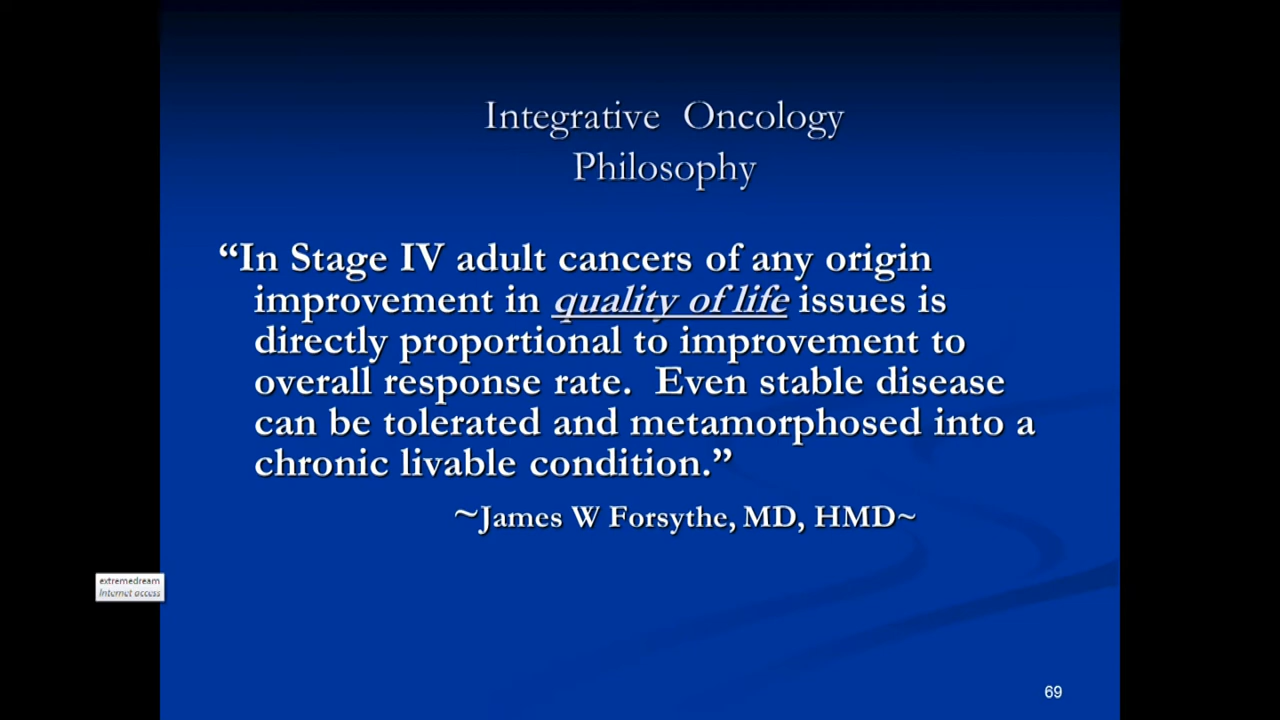 Integrative Oncology
Philosophy
“In Stage IV adult cancers of any origin
improvement in quality of life issues is
directly proportional to improvement to
overall response rate. Even stable disease
can be tolerated and metamorphosed into a
chronic livable condition.”
~James W Forsythe, MD, HMD~
extremedream
Internet access
69